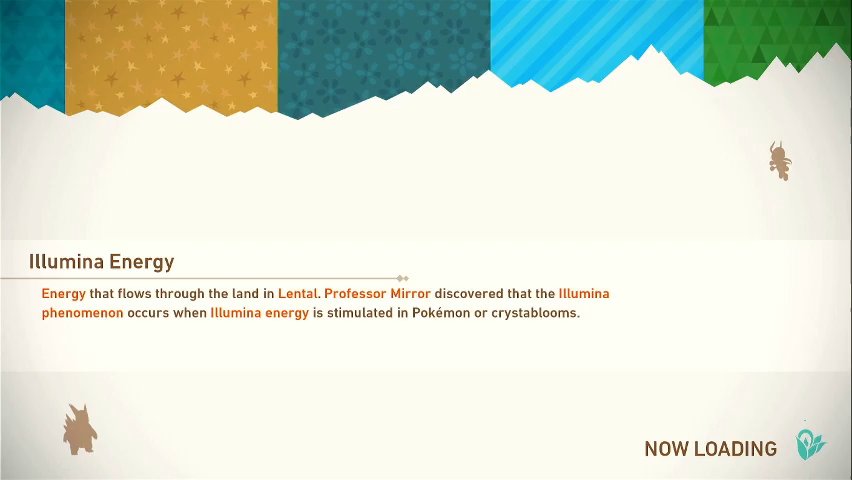 Illumina Energy
Energy that flows through the land in Lental. Professor Mirror discovered that the Illumina
phenomenon occurs when Illumina energy is stimulated in Pokémon or crystablooms.
NOW LOADING